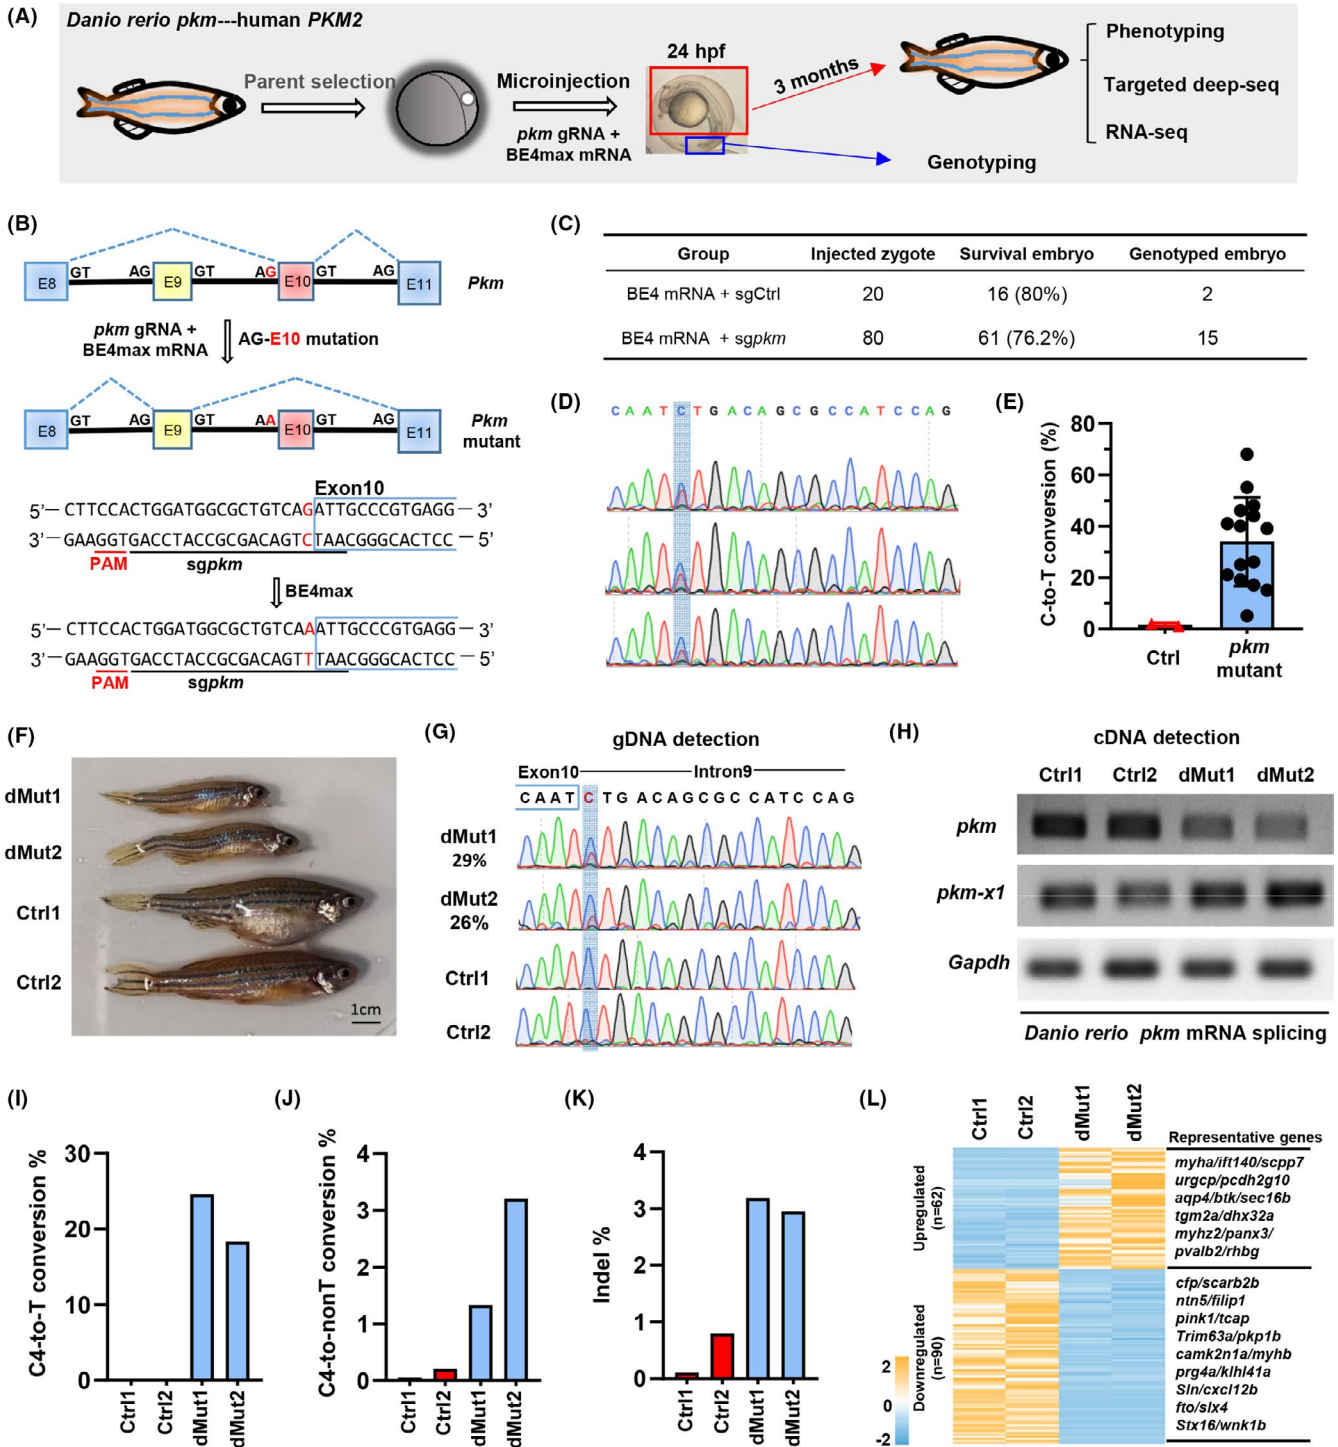 (A)
Danio rerio pkm---human PKM2
Parent selection
Microinjection
pkm gRNA +
BE4max mRNA
24 hpf
3 months
Genotyping
Phenotyping
Targeted deep-seq
RNA-seq
(B)
E8 GT AG E9 GT AG E10 GT AG E11 Pkm
pkm gRNA +
BE4max mRNA
AG-E10 mutation
E8 GT AG E9 GT AA E10 GT AG E11 Pkm
mutant
Exon10
5'— CTTCCACTGGATGGCGCTGTCAGATTGCCCGTGAGG — 3'
3'— GAAGGTGACCTACCGCGACAGTCTAACGGGCACTCC — 5'
PAM sgpkm
BE4max
5'— CTTCCACTGGATGGCGCTGTCAAATTGCCCGTGAGG — 3'
3'— GAAGGTGACCTACCGCGACAGTTTAACGGGCACTCC — 5'
PAM sgpkm
(C)
Group Injected zygote Survival embryo Genotyped embryo
BE4 mRNA + sgCtrl 20 16 (80%) 2
BE4 mRNA + sgpkm 80 61 (76.2%) 15
(D)
C A A T C T G A C A G C G C C A T C C A G
(E)
C-to-T conversion (%)
80
60
40
20
0
Ctrl
pkm
mutant
(F)
dMut1
dMut2
Ctrl1
Ctrl2
1cm
(G)
gDNA detection
Exon10 Intron9
C A A T C T G A C A G C G C C A T C C A G
dMut1
29%
dMut2
26%
Ctrl1
Ctrl2
(H)
cDNA detection
Ctrl1 Ctrl2 dMut1 dMut2
pkm
pkm-x1
Gapdh
Danio rerio pkm mRNA splicing
(I)
C4-to-T conversion %
30
20
10
0
Ctrl1 Ctrl2 dMut1 dMut2
(J)
C4-to-nonT conversion %
4
3
2
1
0
Ctrl1 Ctrl2 dMut1 dMut2
(K)
Indel %
4
3
2
1
0
Ctrl1 Ctrl2 dMut1 dMut2
(L)
Ctrl1 Ctrl2 dMut1 dMut2
Representative genes
Upregulated
(n=62)
myha/ift140/scpp7
urgcp/pcdh2g10
aqp4/btk/sec16b
tgm2a/dhx32a
myhz2/panx3/
pvalb2/rhbg
Downregulated
(n=90)
cfp/scarb2b
ntn5/filip1
pink1/tcap
Trim63a/pkp1b
camk2n1a/myhb
prg4a/klhl41a
Sln/cxcl12b
fto/slx4
Stx16/wnk1b
2
0
-2